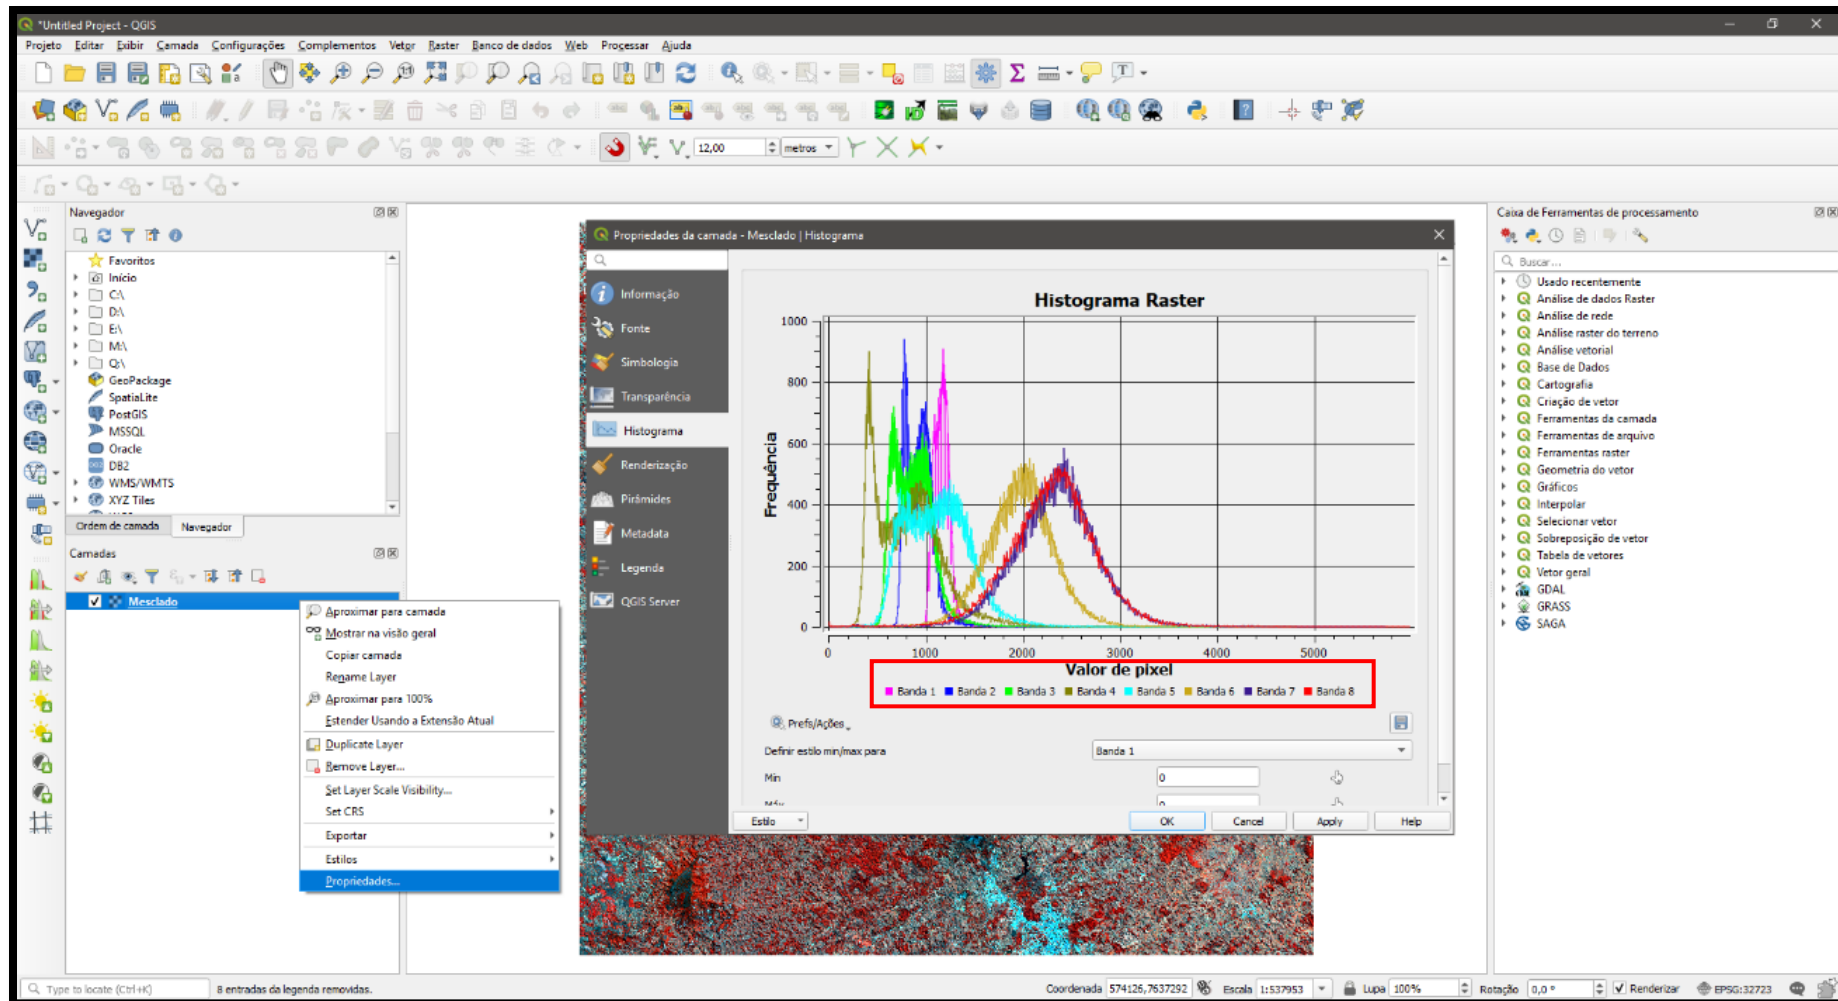 *Untitled Project - QGIS
Projeto Editar Exibir Camada Configurações Complementos Vetor Raster Banco de dados Web Processar Ajuda
12,00 metros
Navegador
Favoritos
Início
C:\
D:\
E:\
M:\
Q:\
GeoPackage
SpatiaLite
PostGIS
MSSQL
Oracle
DB2
WMS/WMTS
XYZ Tiles
Ordem de camada Navegador
Camadas
Mesclado
Aproximar para camada
Mostrar na visão geral
Copiar camada
Rename Layer
Aproximar para 100%
Estender Usando a Extensão Atual
Duplicate Layer
Remove Layer...
Set Layer Scale Visibility...
Set CRS
Exportar
Estilos
Propriedades...
Propriedades da camada - Mesclado | Histograma
Informação
Fonte
Simbologia
Transparência
Histograma
Renderização
Pirâmides
Metadata
Legenda
QGIS Server
Histograma Raster
Frequência
1000
800
600
400
200
0
0 1000 2000 3000 4000 5000
Valor de pixel
Banda 1 Banda 2 Banda 3 Banda 4 Banda 5 Banda 6 Banda 7 Banda 8
Prefs/Ações
Definir estilo min/max para Banda 1
Min 0
Máx 0
Estilo OK Cancel Apply Help
Caixa de Ferramentas de processamento
Buscar...
Usado recentemente
Análise de dados Raster
Análise de rede
Análise raster do terreno
Análise vetorial
Base de Dados
Cartografia
Criação de vetor
Ferramentas da camada
Ferramentas de arquivo
Ferramentas raster
Geometria do vetor
Gráficos
Interpolar
Selecionar vetor
Sobreposição de vetor
Tabela de vetores
Vetor geral
GDAL
GRASS
SAGA
Type to locate (Ctrl+K) 8 entradas da legenda removidas. Coordenada 574126,7637292 Escala 1:537953 Lupa 100% Rotação 0,0 ° Renderizar EPSG:32723